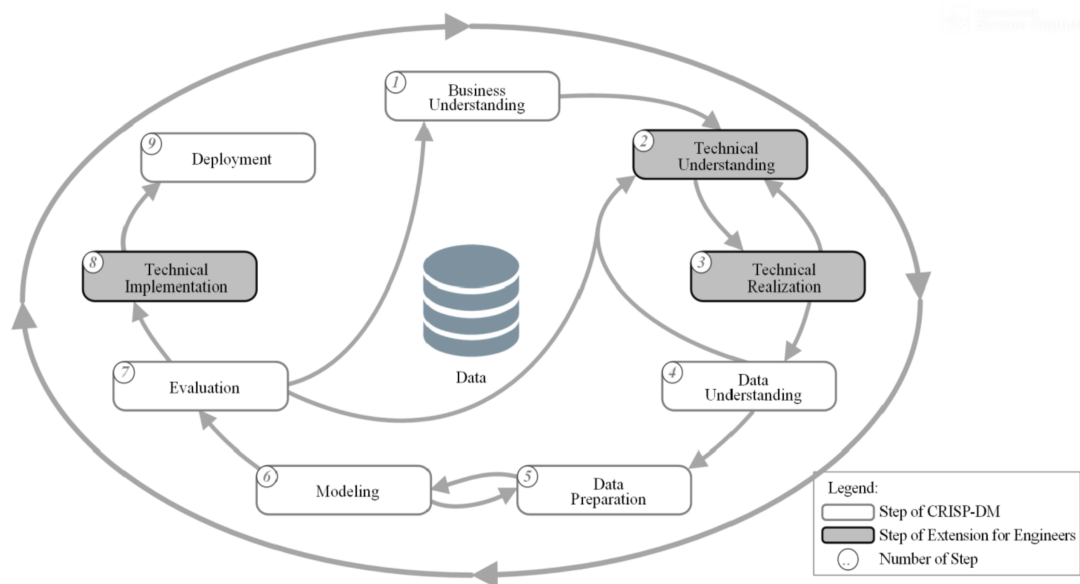 1
Business
Understanding
2
Technical
Understanding
3
Technical
Realization
4
Data
Understanding
5
Data
Preparation
6
Modeling
7
Evaluation
8
Technical
Implementation
9
Deployment
Data
Legend:
Step of CRISP-DM
Step of Extension for Engineers
.. Number of Step